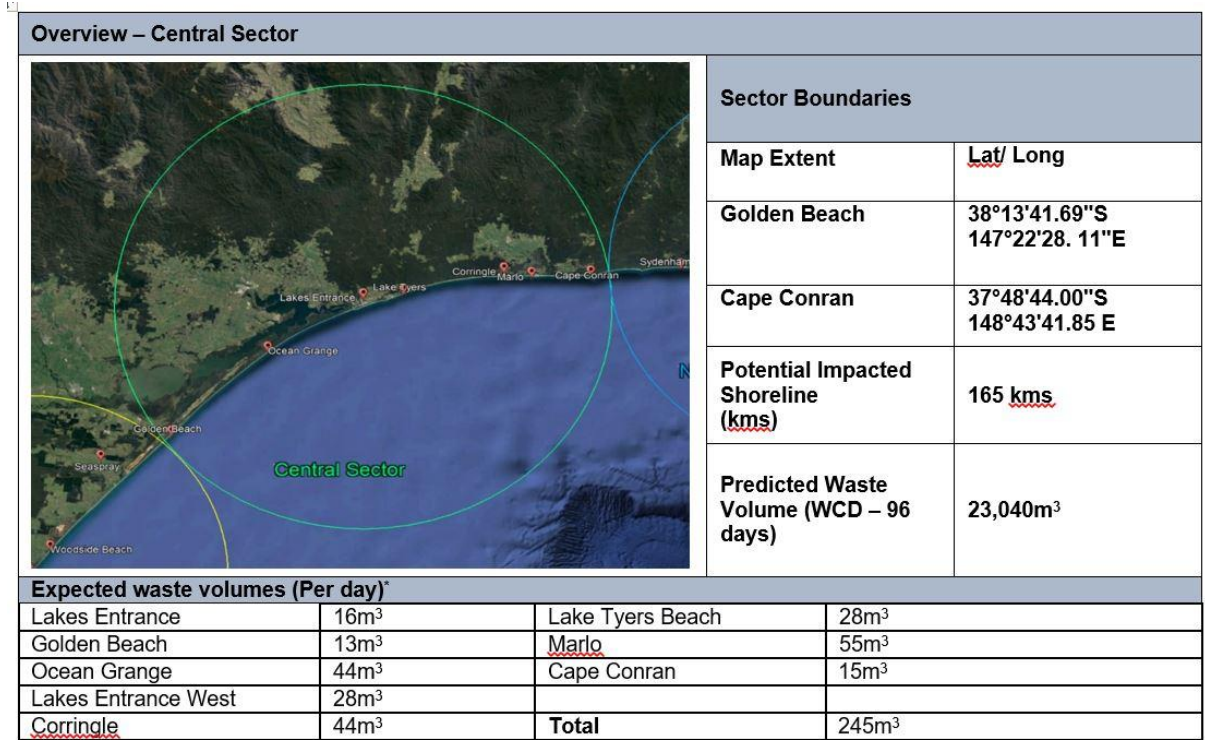 Overview – Central Sector
Corringle
Marlo
Cape Conran
Sydenham
Lakes Entrance
Lake Tyers
Ocean Grange
Golden Beach
Seaspray
Central Sector
N
Woodside Beach
Sector Boundaries
Map Extent
Lat/ Long
Golden Beach
38°13'41.69"S
147°22'28. 11"E
Cape Conran
37°48'44.00"S
148°43'41.85 E
Potential Impacted
Shoreline
(kms)
165 kms
Predicted Waste
Volume (WCD – 96
days)
23,040m³
Expected waste volumes (Per day)*
Lakes Entrance 16m³ Lake Tyers Beach 28m³
Golden Beach 13m³ Marlo 55m³
Ocean Grange 44m³ Cape Conran 15m³
Lakes Entrance West 28m³
Corringle 44m³ Total 245m³